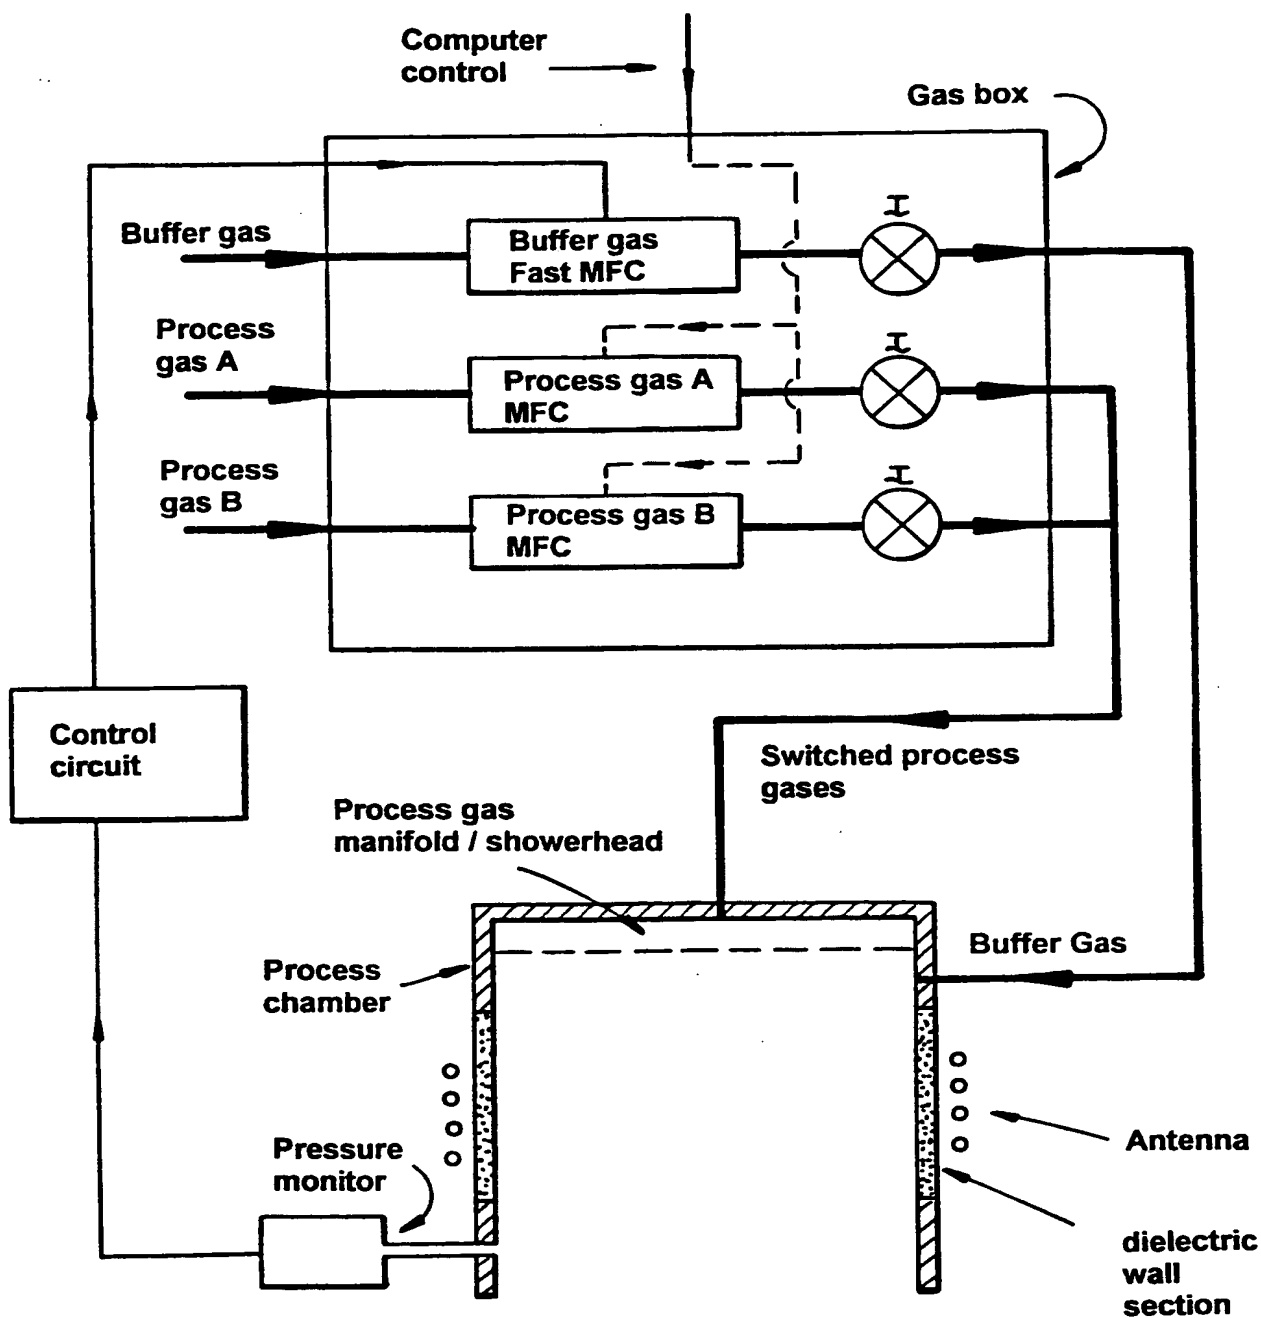 Computer
control
Gas box
Buffer gas
Buffer gas
Fast MFC
I
Process
gas A
Process gas A
MFC
I
Process
gas B
Process gas B
MFC
I
Control
circuit
Switched process
gases
Process gas
manifold / showerhead
Buffer Gas
Process
chamber
Pressure
monitor
Antenna
dielectric
wall
section